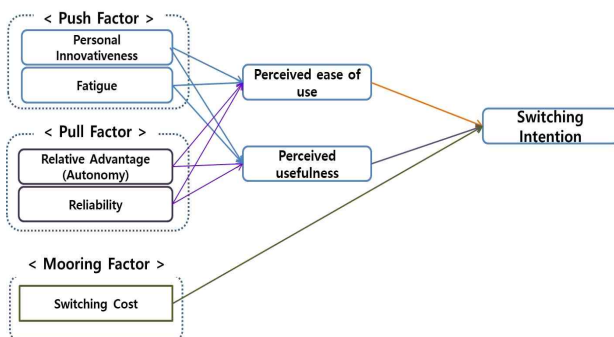 < Push Factor >
Personal
Innovativeness
Fatigue
< Pull Factor >
Relative Advantage
(Autonomy)
Reliability
< Mooring Factor >
Switching Cost
Perceived ease of
use
Perceived
usefulness
Switching
Intention